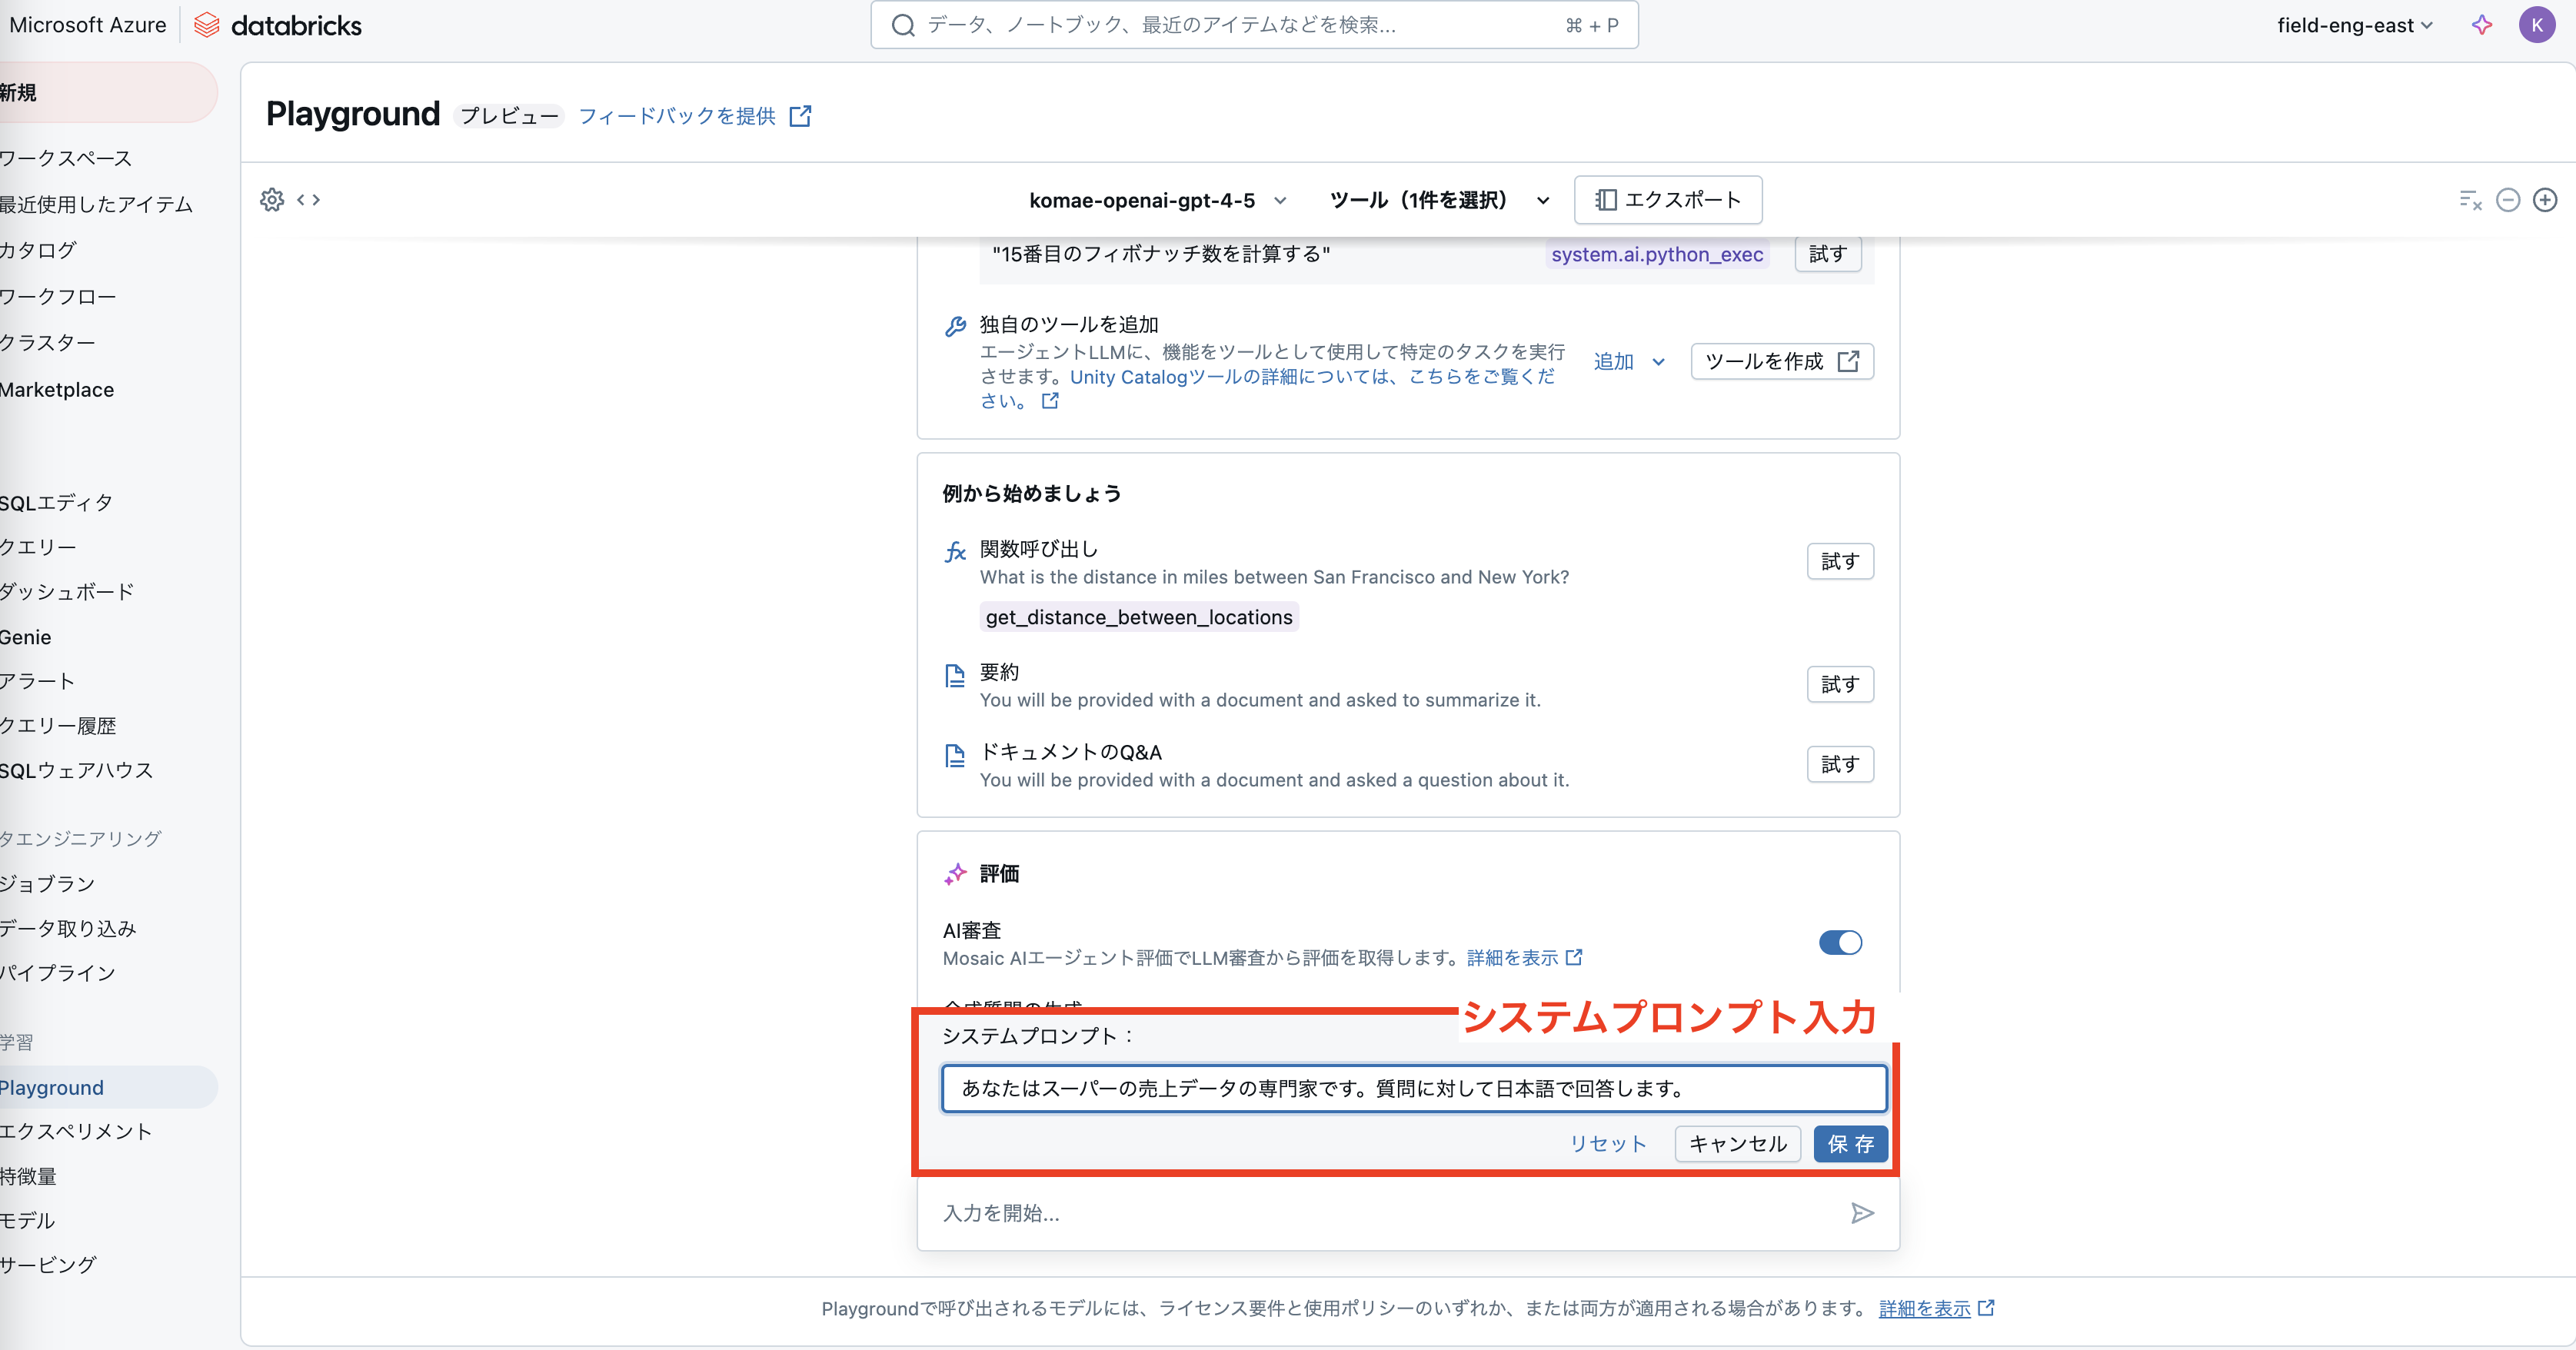 Microsoft Azure
databricks
データ、ノートブック、最近のアイテムなどを検索...
⌘ + P
field-eng-east
K
新規
ワークスペース
最近使用したアイテム
カタログ
ワークフロー
クラスター
Marketplace
SQLエディタ
クエリー
ダッシュボード
Genie
アラート
クエリー履歴
SQLウェアハウス
タエンジニアリング
ジョブラン
データ取り込み
パイプライン
学習
Playground
エクスペリメント
特徴量
モデル
サービング
Playground
プレビュー
フィードバックを提供
komae-openai-gpt-4-5
ツール（1件を選択）
エクスポート
"15番目のフィボナッチ数を計算する"
system.ai.python_exec
試す
独自のツールを追加
エージェントLLMに、機能をツールとして使用して特定のタスクを実行
させます。Unity Catalogツールの詳細については、こちらをご覧くだ
さい。
追加
ツールを作成
例から始めましょう
関数呼び出し
What is the distance in miles between San Francisco and New York?
get_distance_between_locations
試す
要約
You will be provided with a document and asked to summarize it.
試す
ドキュメントのQ&A
You will be provided with a document and asked a question about it.
試す
評価
AI審査
Mosaic AIエージェント評価でLLM審査から評価を取得します。詳細を表示
合成質問の生成
システムプロンプト入力
システムプロンプト：
あなたはスーパーの売上データの専門家です。質問に対して日本語で回答します。
リセット
キャンセル
保存
入力を開始...
Playgroundで呼び出されるモデルには、ライセンス要件と使用ポリシーのいずれか、または両方が適用される場合があります。 詳細を表示